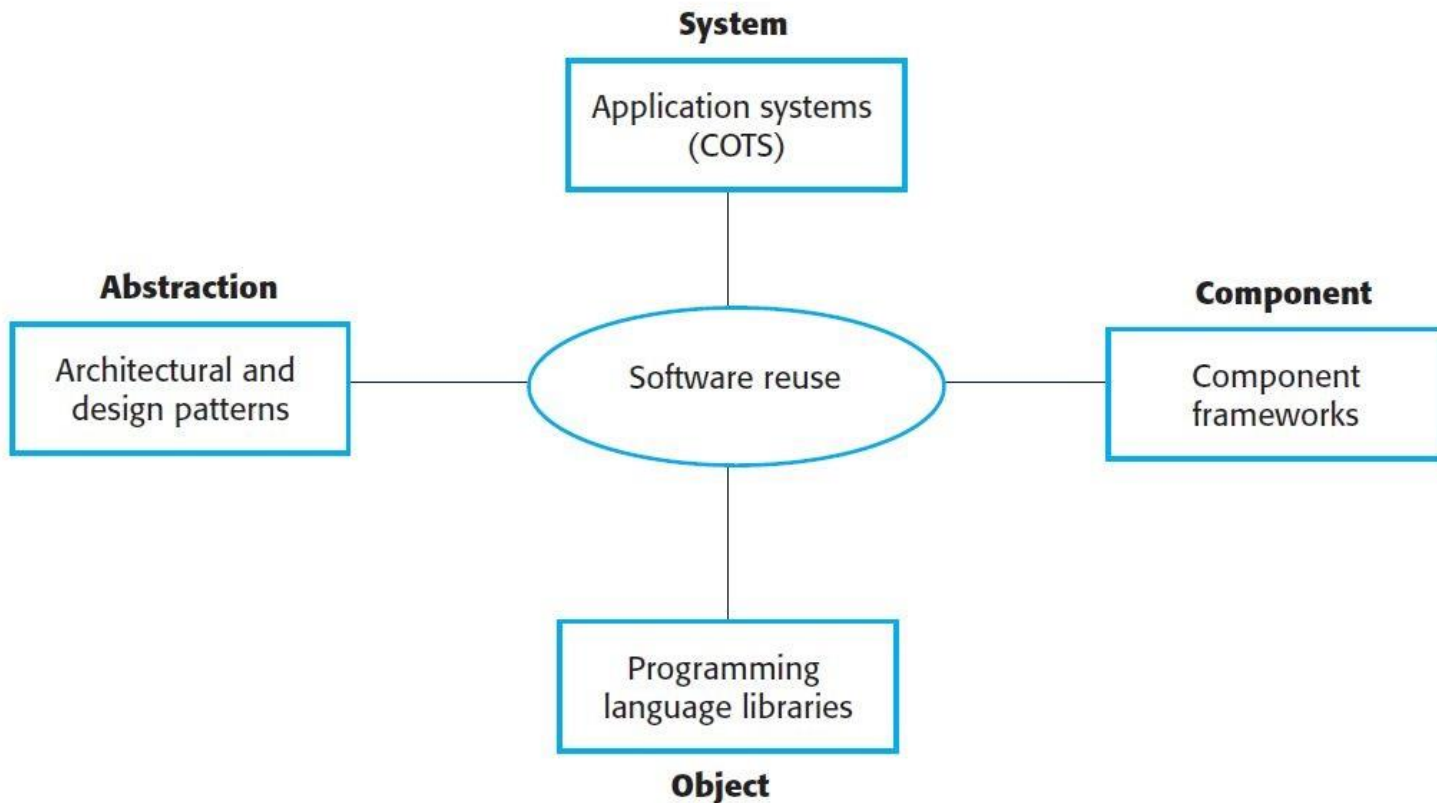 System
Application systems
(COTS)
Abstraction
Architectural and
design patterns
Software reuse
Component
Component
frameworks
Programming
language libraries
Object